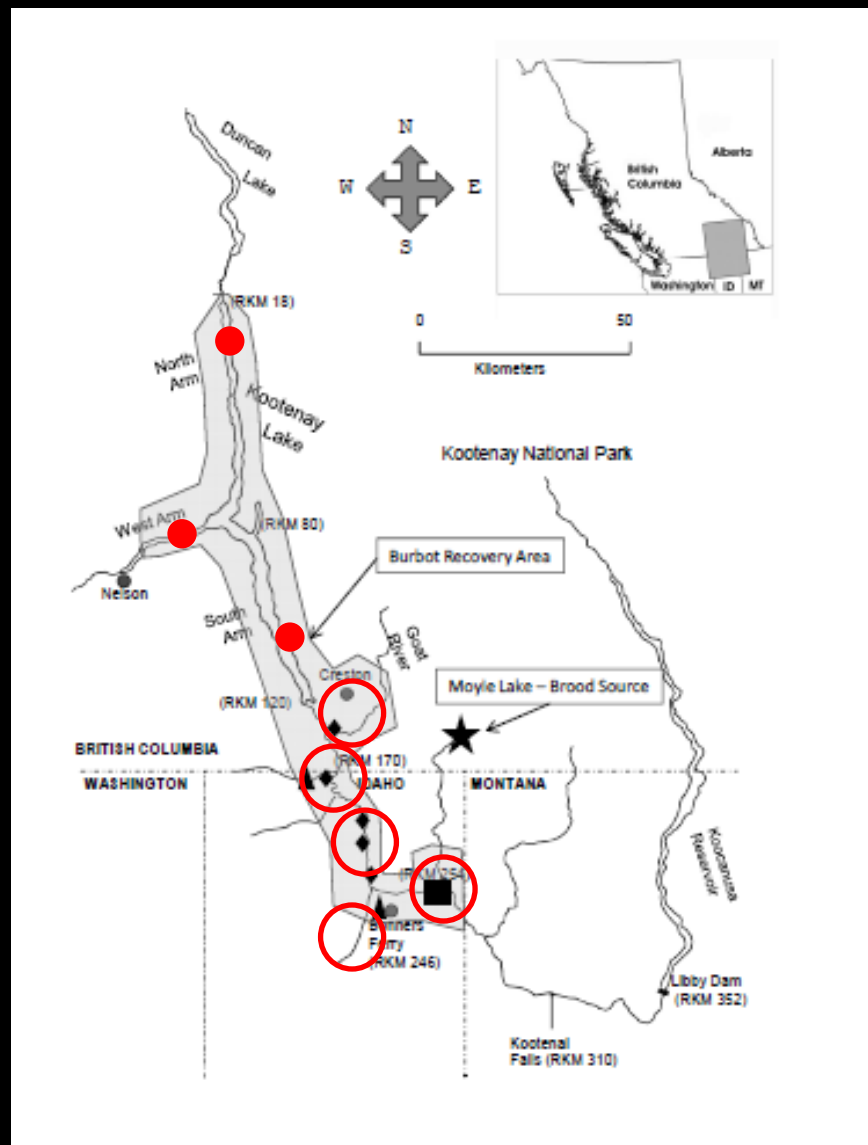 Duncan
Lake
N
W E
S
British
Columbia
Alberta
Washington ID MT
(RKM 18)
0 50
Kilometers
North
Arm
Kootenay
Lake
Kootenay National Park
West Arm
(RKM 80)
Burbot Recovery Area
Nelson
South
Arm
Goat
River
Creston
Moyie Lake – Brood Source
(RKM 120)
BRITISH COLUMBIA
(RKM 170)
WASHINGTON
IDAHO
MONTANA
Koocanusa
Reservoir
(RKM 254
Bonners
Ferry
(RKM 246)
Libby Dam
(RKM 352)
Kootenai
Falls (RKM 310)